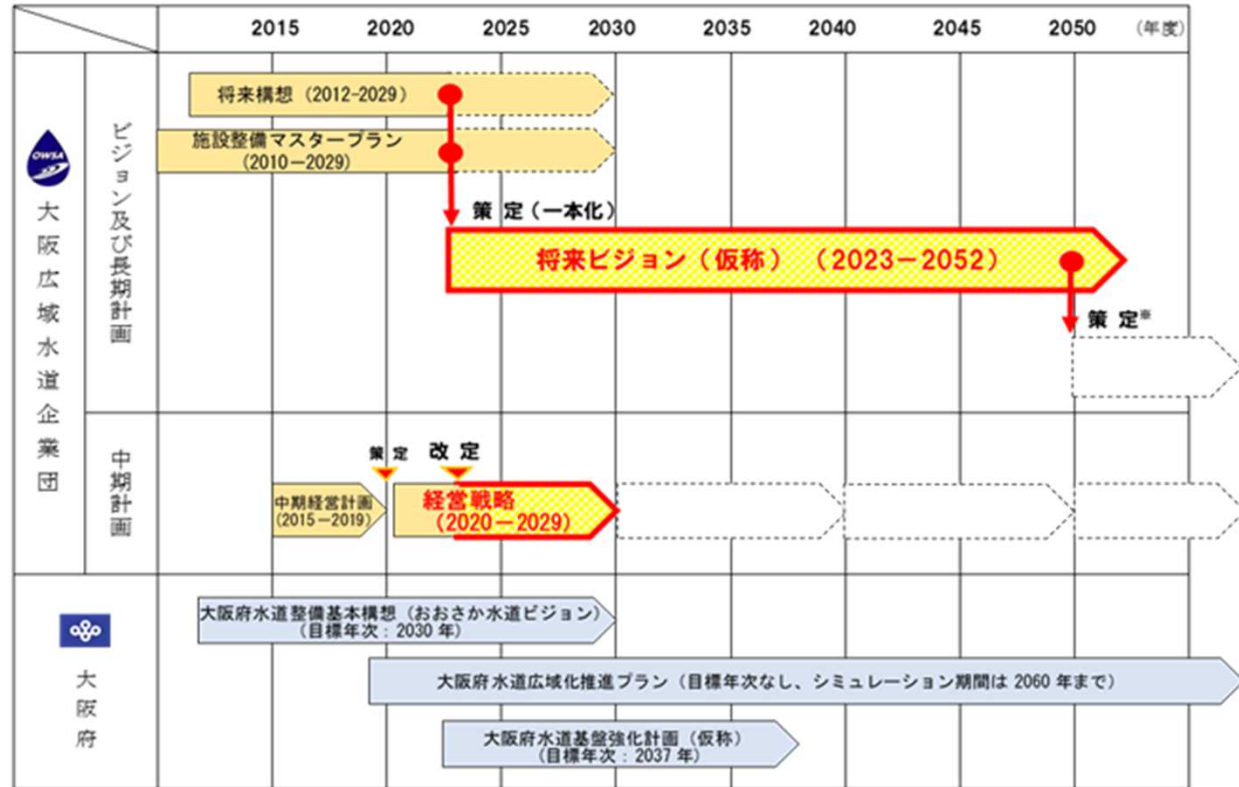 2015 2020 2025 2030 2035 2040 2045 2050 (年度)
OWSA
大阪広域水道企業団
ビジョン及び長期計画
将来構想（2012-2029）
施設整備マスタープラン
（2010－2029）
策 定（一本化）
将来ビジョン（仮称）（2023－2052）
策 定※
中期計画
策 定
改 定
中期経営計画
（2015－2019）
経営戦略
（2020－2029）
大阪府
大阪府水道整備基本構想（おおさか水道ビジョン）
（目標年次：2030 年）
大阪府水道広域化推進プラン（目標年次なし、シミュレーション期間は 2060 年まで）
大阪府水道基盤強化計画（仮称）
（目標年次：2037 年）